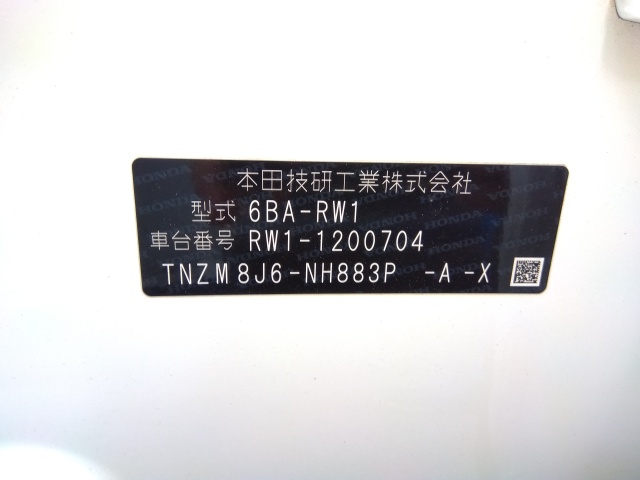 本田技研工業株式会社
型式 6BA-RW1
車台番号 RW1-1200704
TNZM8J6-NH883P -A -X